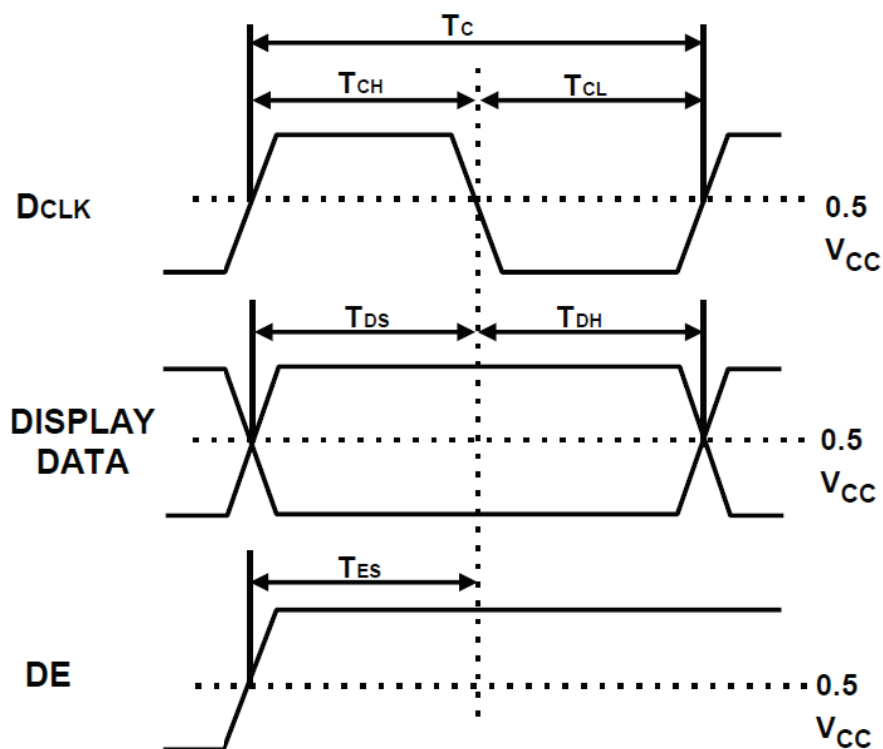 TC
TCH TCL
DCLK
0.5
VCC
TDS TDH
DISPLAY
DATA
0.5
VCC
TES
DE
0.5
VCC